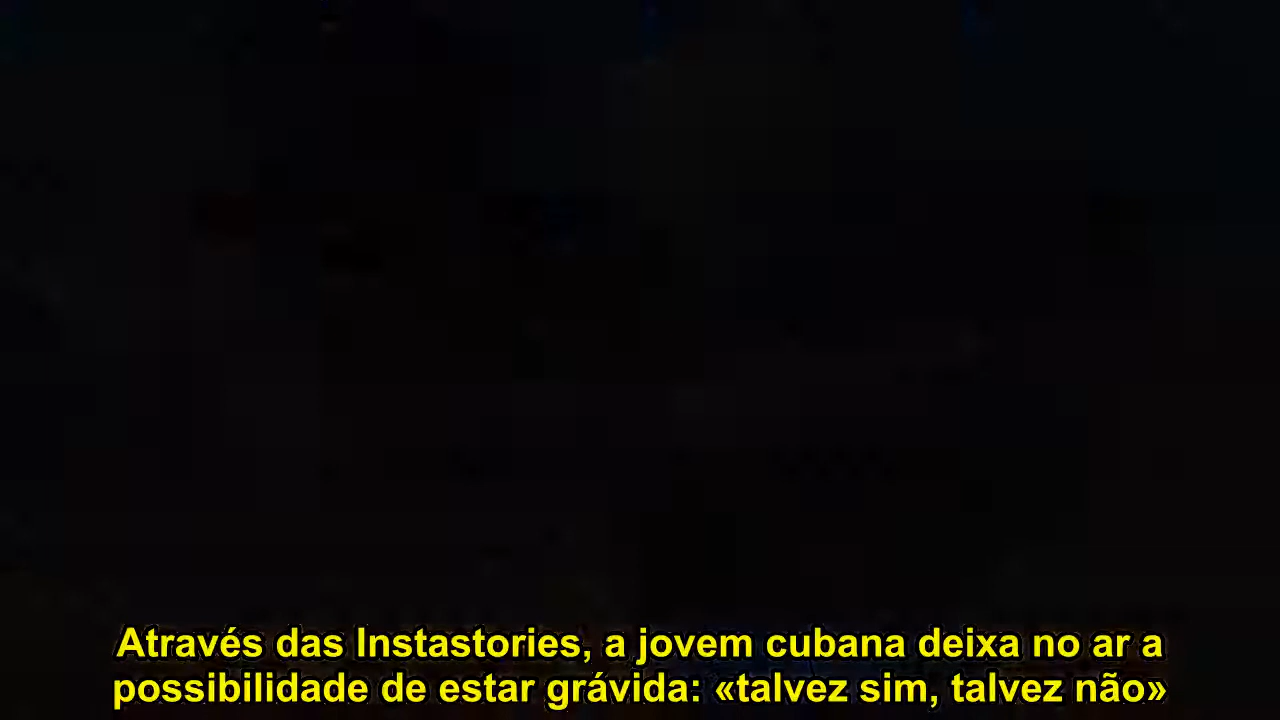 Através das Instastories, a jovem cubana deixa no ar a
possibilidade de estar grávida: «talvez sim, talvez não»